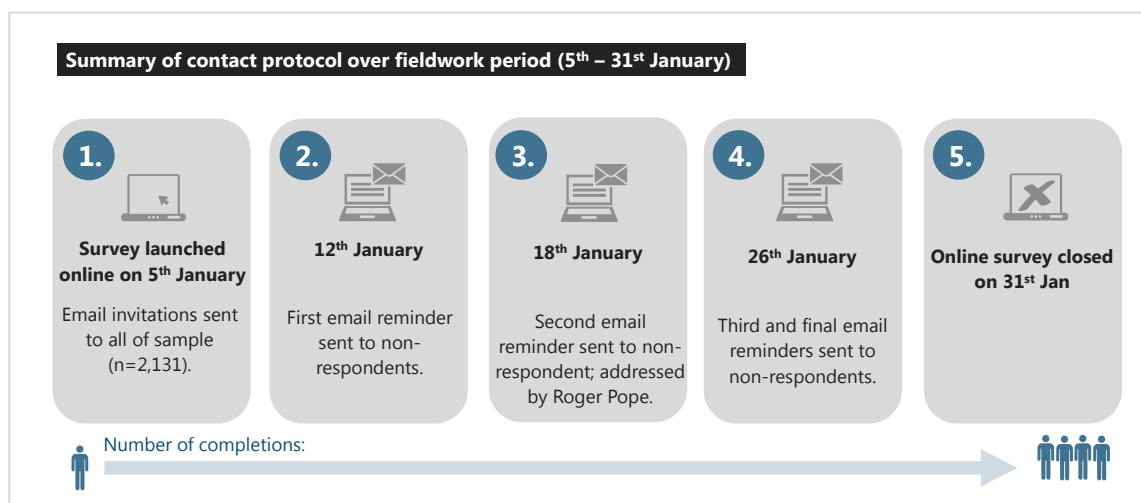 Summary of contact protocol over fieldwork period (5th – 31st January)
1.
Survey launched
online on 5th January
Email invitations sent
to all of sample
(n=2,131).
2.
12th January
First email reminder
sent to non-
respondents.
3.
18th January
Second email
reminder sent to non-
respondent; addressed
by Roger Pope.
4.
26th January
Third and final email
reminders sent to
non-respondents.
5.
Online survey closed
on 31st Jan
Number of completions: